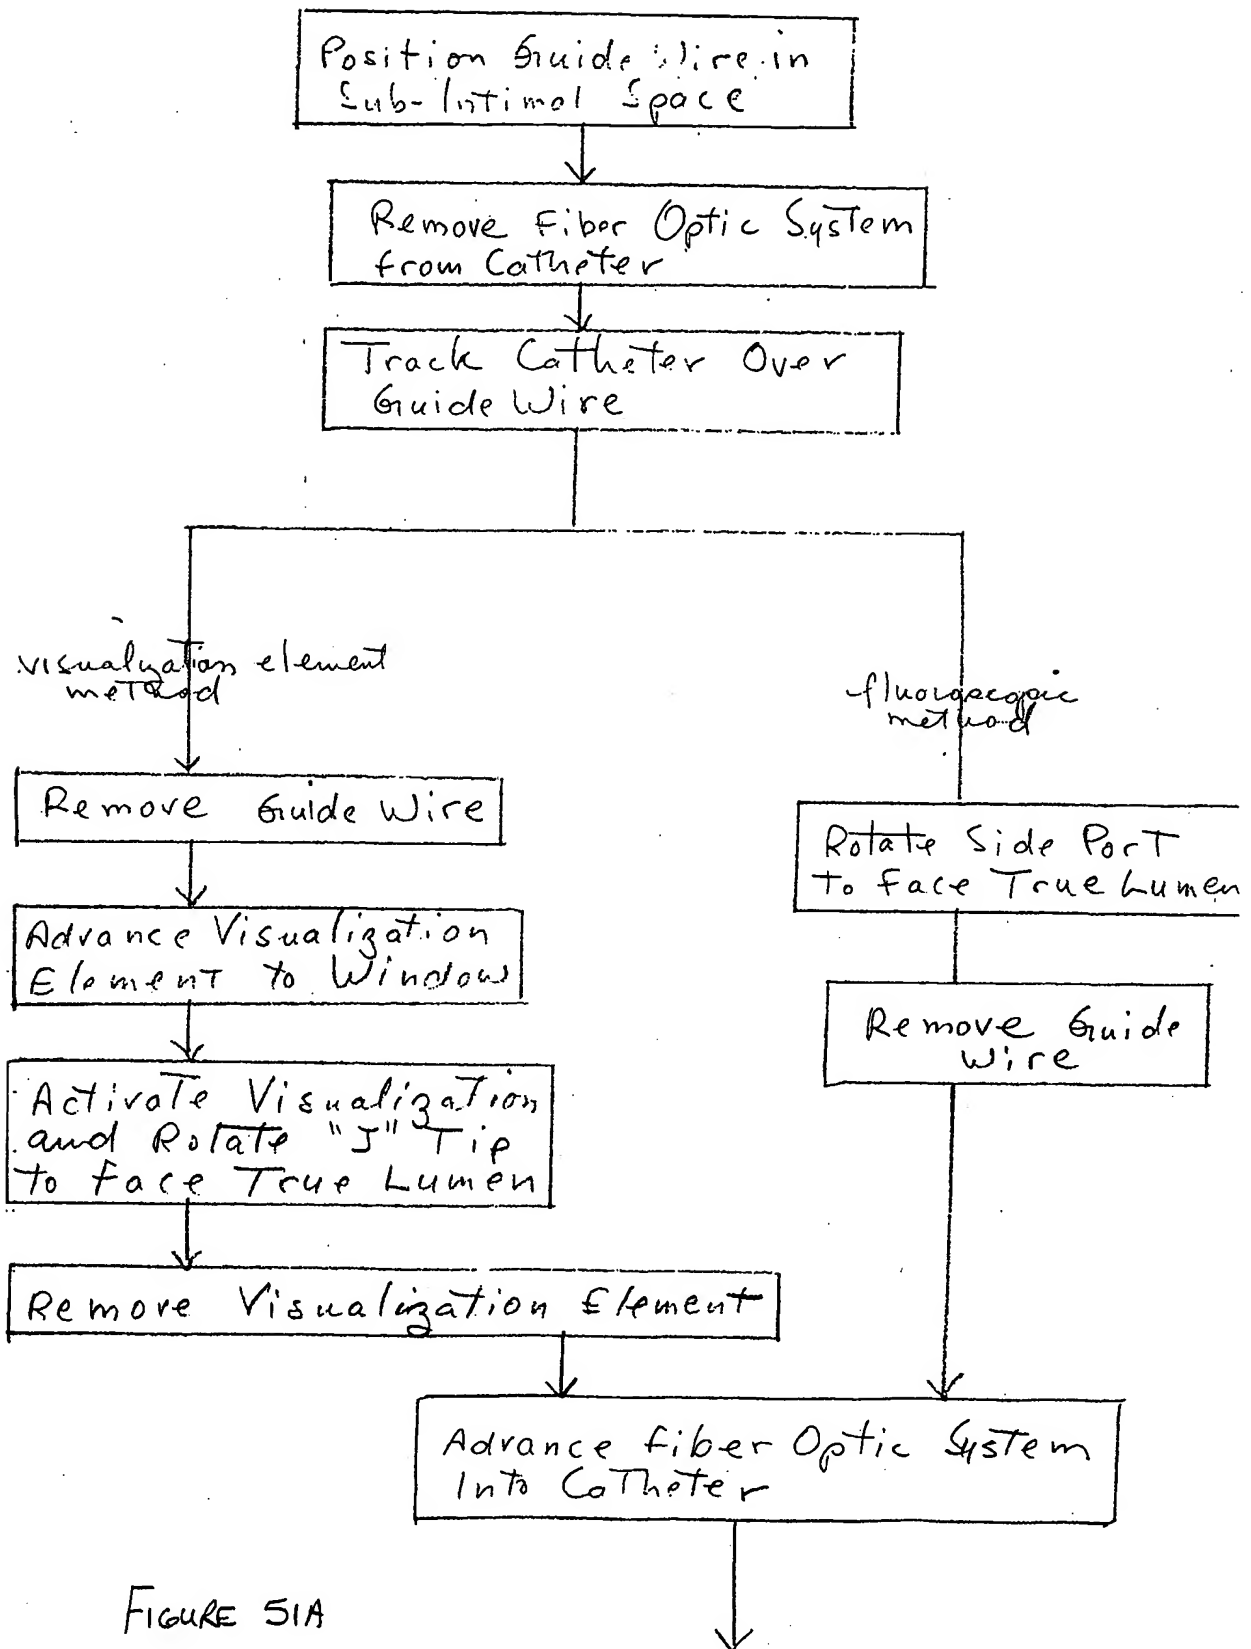 Position Guide Wire in
Sub-Intimal Space
Remove Fiber Optic System
from Catheter
Track Catheter Over
Guide Wire
visualization element
method
Remove Guide Wire
Advance Visualization
Element to Window
Activate Visualization
and Rotate "J" Tip
to Face True Lumen
Remove Visualization Element
fluoroscopic
method
Rotate Side Port
to Face True Lumen
Remove Guide
Wire
Advance Fiber Optic System
Into Catheter
FIGURE 51A